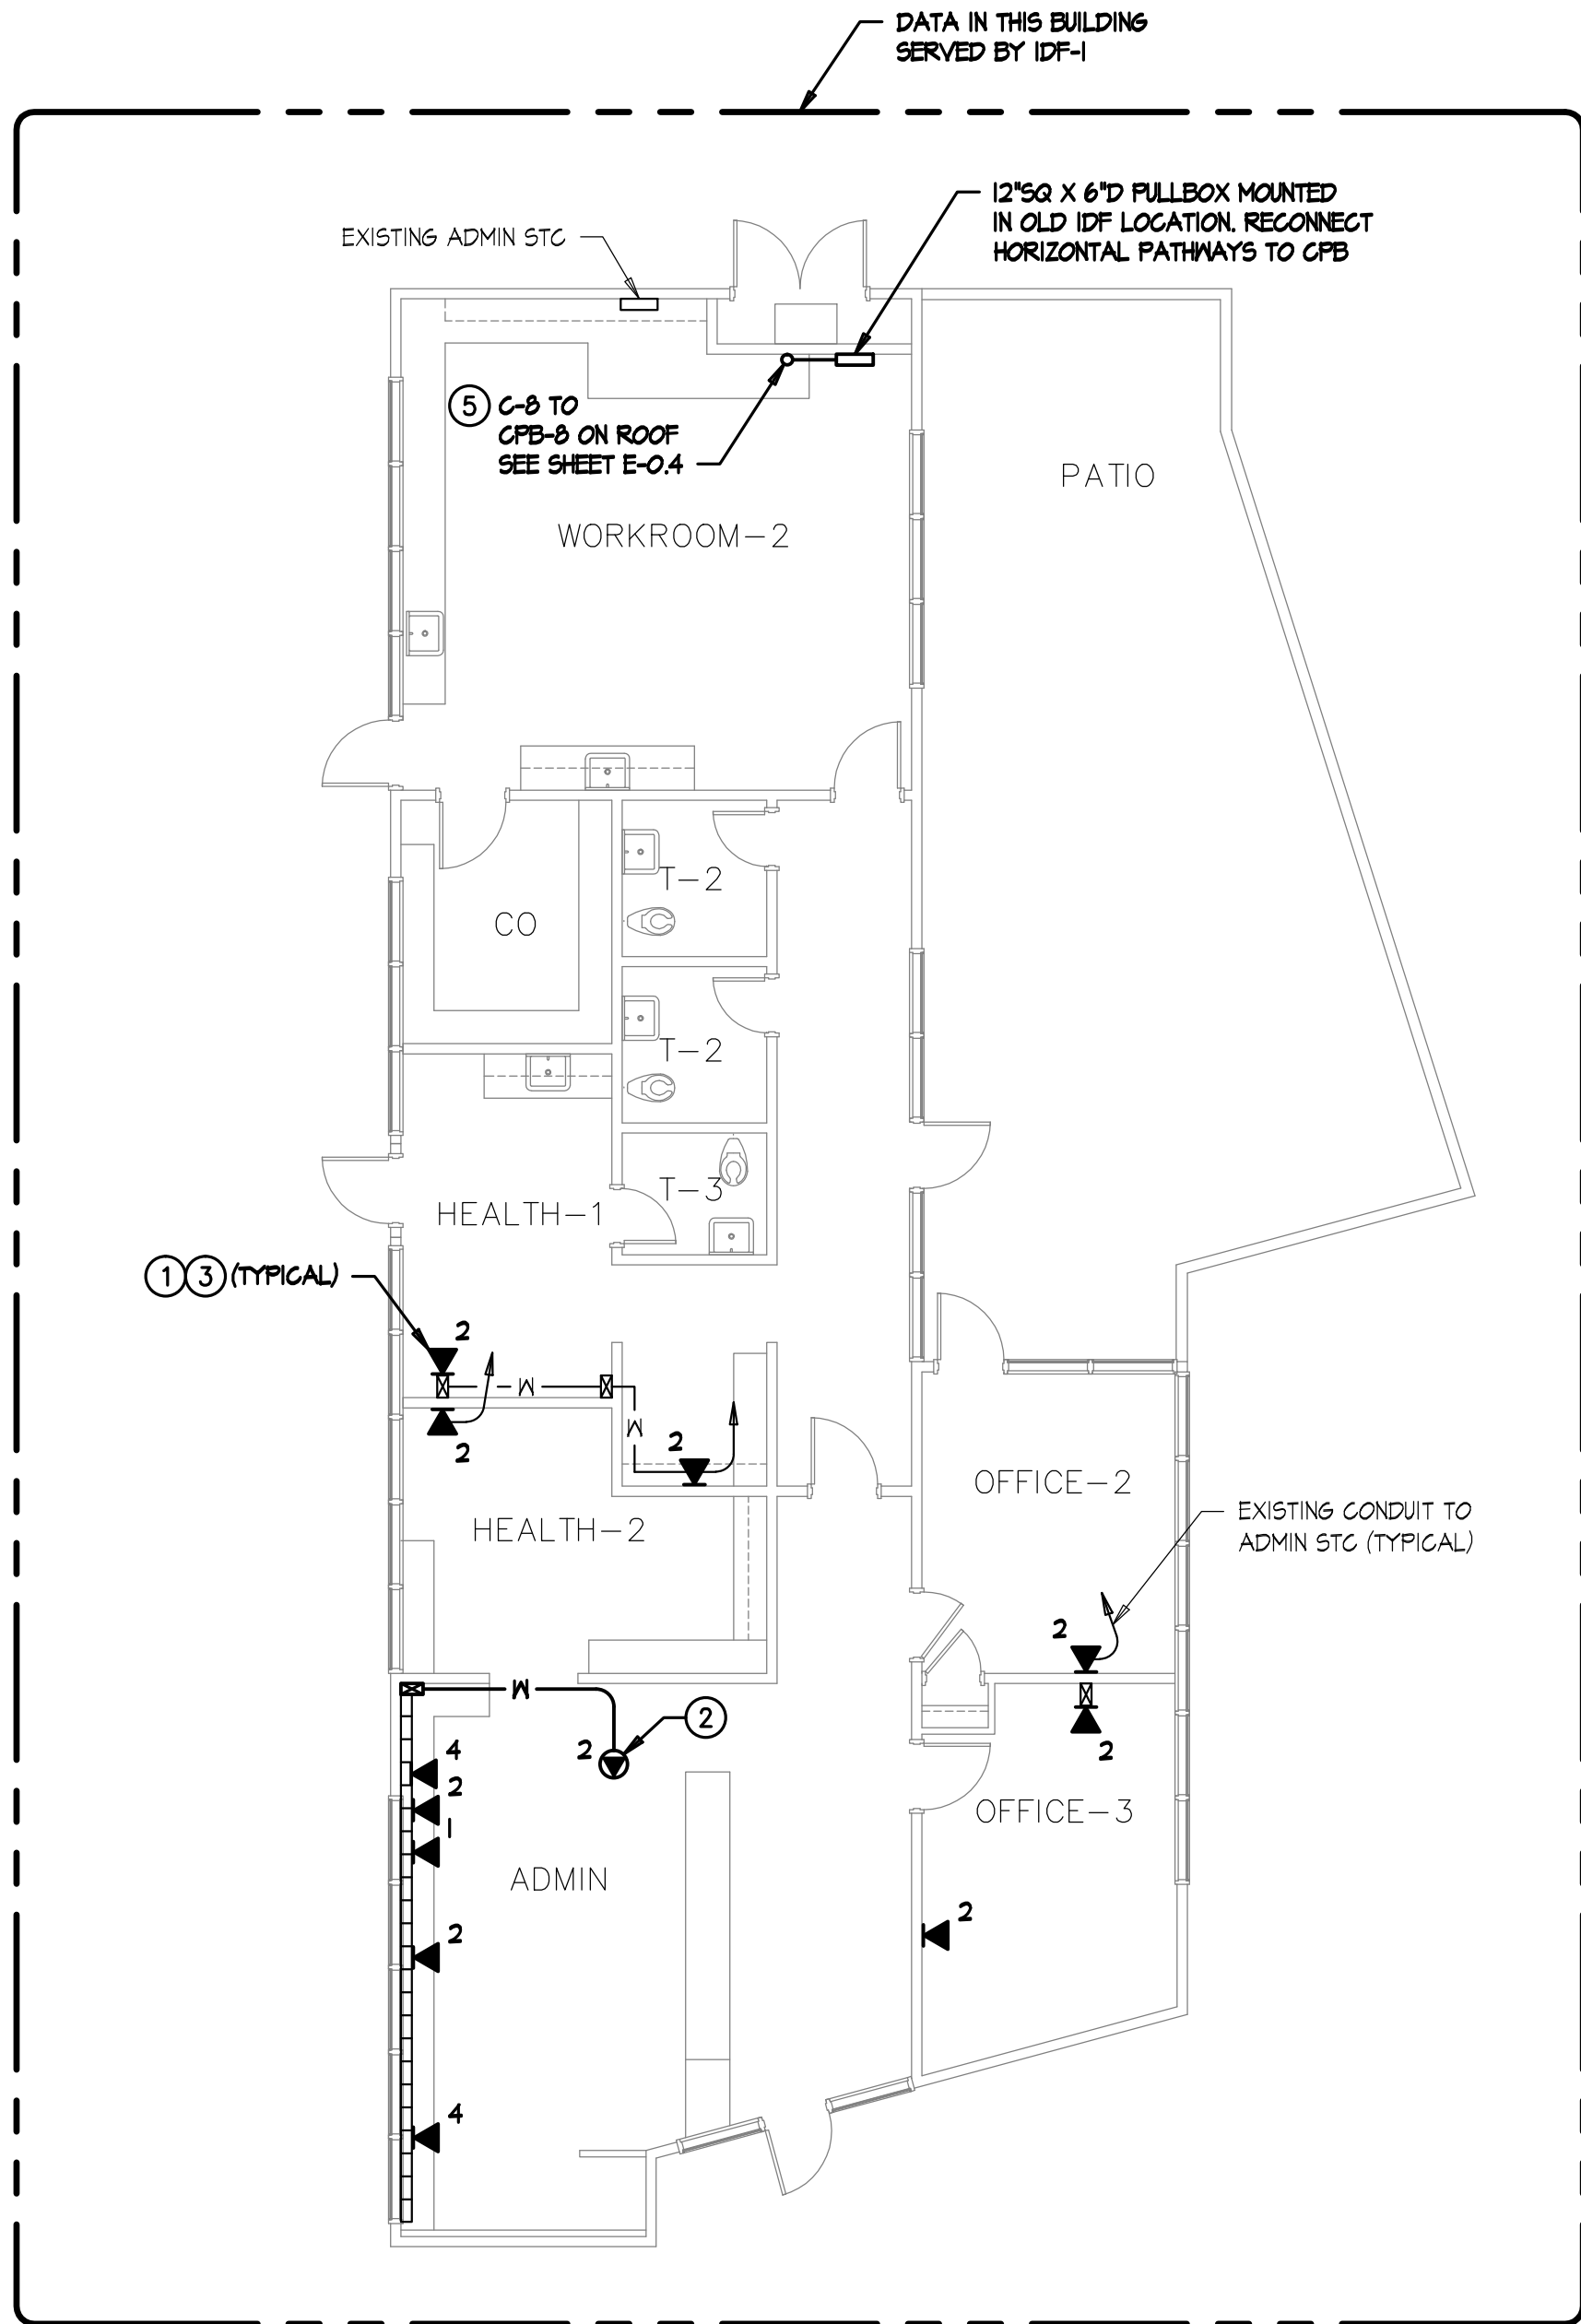 DATA IN THIS BUILDING
SERVED BY IDF-1
12"SQ X 6"D PULLBOX MOUNTED
IN OLD IDF LOCATION. RECONNECT
HORIZONTAL PATHWAYS TO CPB
EXISTING ADMIN STC
5 C-8 TO
CPB-8 ON ROOF
SEE SHEET E-0.4
PATIO
WORKROOM-2
T-2
CO
T-2
T-3
HEALTH-1
1 3 (TYPICAL)
2
W
2
W
2
OFFICE-2
EXISTING CONDUIT TO
ADMIN STC (TYPICAL)
HEALTH-2
2
W
2
2
2
4
2
1
OFFICE-3
ADMIN
2
2
4